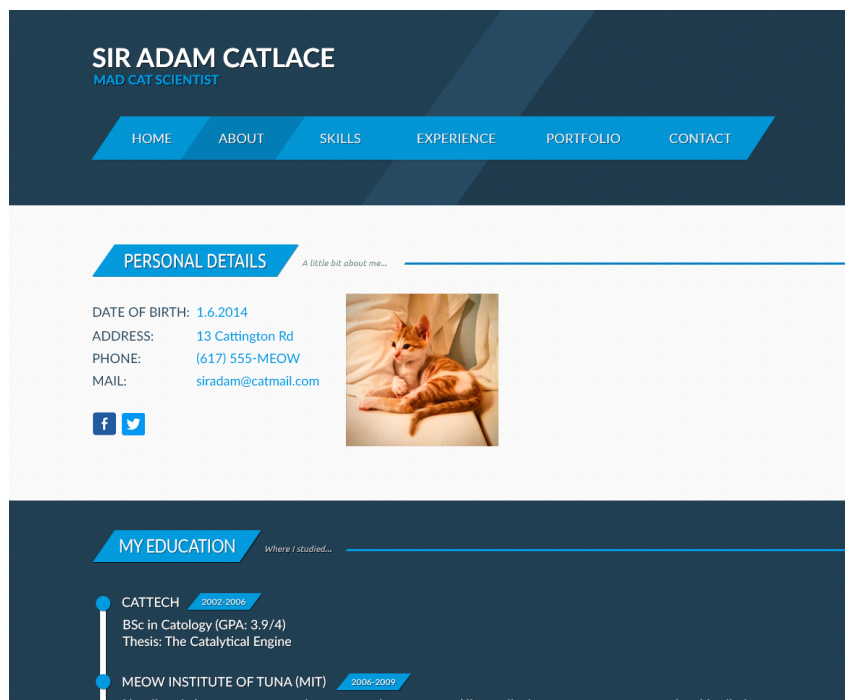 SIR ADAM CATLACE
MAD CAT SCIENTIST
HOME ABOUT SKILLS EXPERIENCE PORTFOLIO CONTACT
PERSONAL DETAILS A little bit about me...
DATE OF BIRTH: 1.6.2014
ADDRESS: 13 Cattington Rd
PHONE: (617) 555-MEOW
MAIL: siradam@catmail.com
MY EDUCATION Where I studied...
CATTECH 2002-2006
BSc in Catology (GPA: 3.9/4)
Thesis: The Catalytical Engine
MEOW INSTITUTE OF TUNA (MIT) 2006-2009